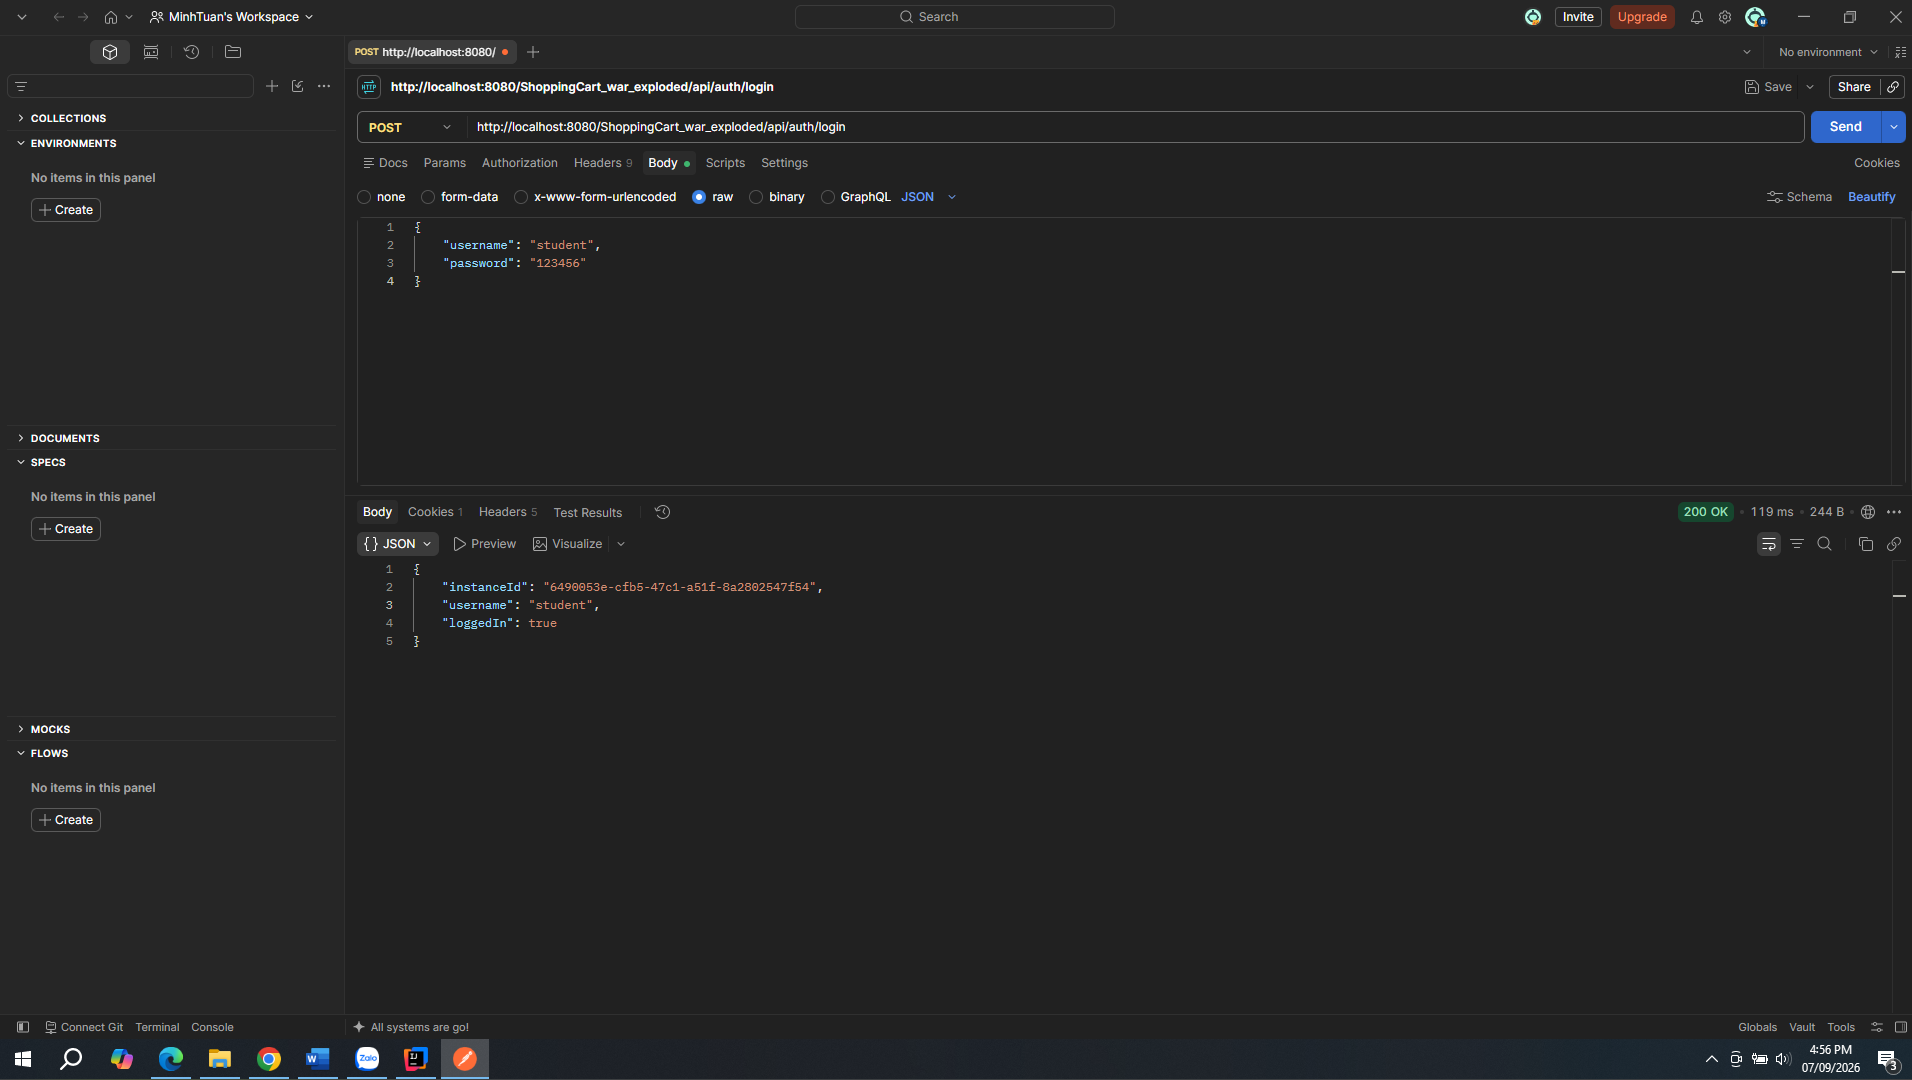 MinhTuan's Workspace
Search
Invite
Upgrade
POST http://localhost:8080/
No environment
HTTP http://localhost:8080/ShoppingCart_war_exploded/api/auth/login
Save
Share
COLLECTIONS
ENVIRONMENTS
No items in this panel
Create
DOCUMENTS
SPECS
No items in this panel
Create
MOCKS
FLOWS
No items in this panel
Create
POST http://localhost:8080/ShoppingCart_war_exploded/api/auth/login
Send
Docs Params Authorization Headers 9 Body Scripts Settings
Cookies
none form-data x-www-form-urlencoded raw binary GraphQL JSON
Schema Beautify
1 {
2 "username": "student",
3 "password": "123456"
4 }
Body Cookies 1 Headers 5 Test Results
200 OK • 119 ms • 244 B
{} JSON Preview Visualize
1 {
2 "instanceId": "6490053e-cfb5-47c1-a51f-8a2802547f54",
3 "username": "student",
4 "loggedIn": true
5 }
Connect Git Terminal Console
All systems are go!
Globals Vault Tools
W
Zalo
IJ
4:56 PM
07/09/2026
3